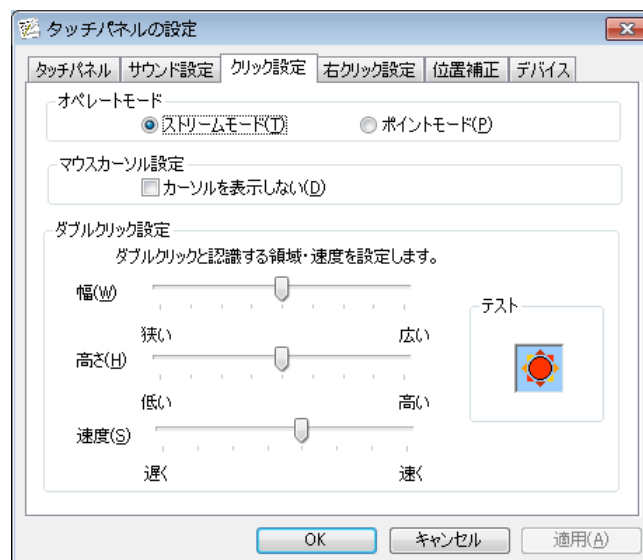 タッチパネルの設定
タッチパネル サウンド設定 クリック設定 右クリック設定 位置補正 デバイス
オペレートモード
ストリームモード(T) ポイントモード(P)
マウスカーソル設定
カーソルを表示しない(D)
ダブルクリック設定
ダブルクリックと認識する領域・速度を設定します。
幅(W)
狭い 広い
高さ(H)
低い 高い
速度(S)
遅く 速く
テスト
OK キャンセル 適用(A)